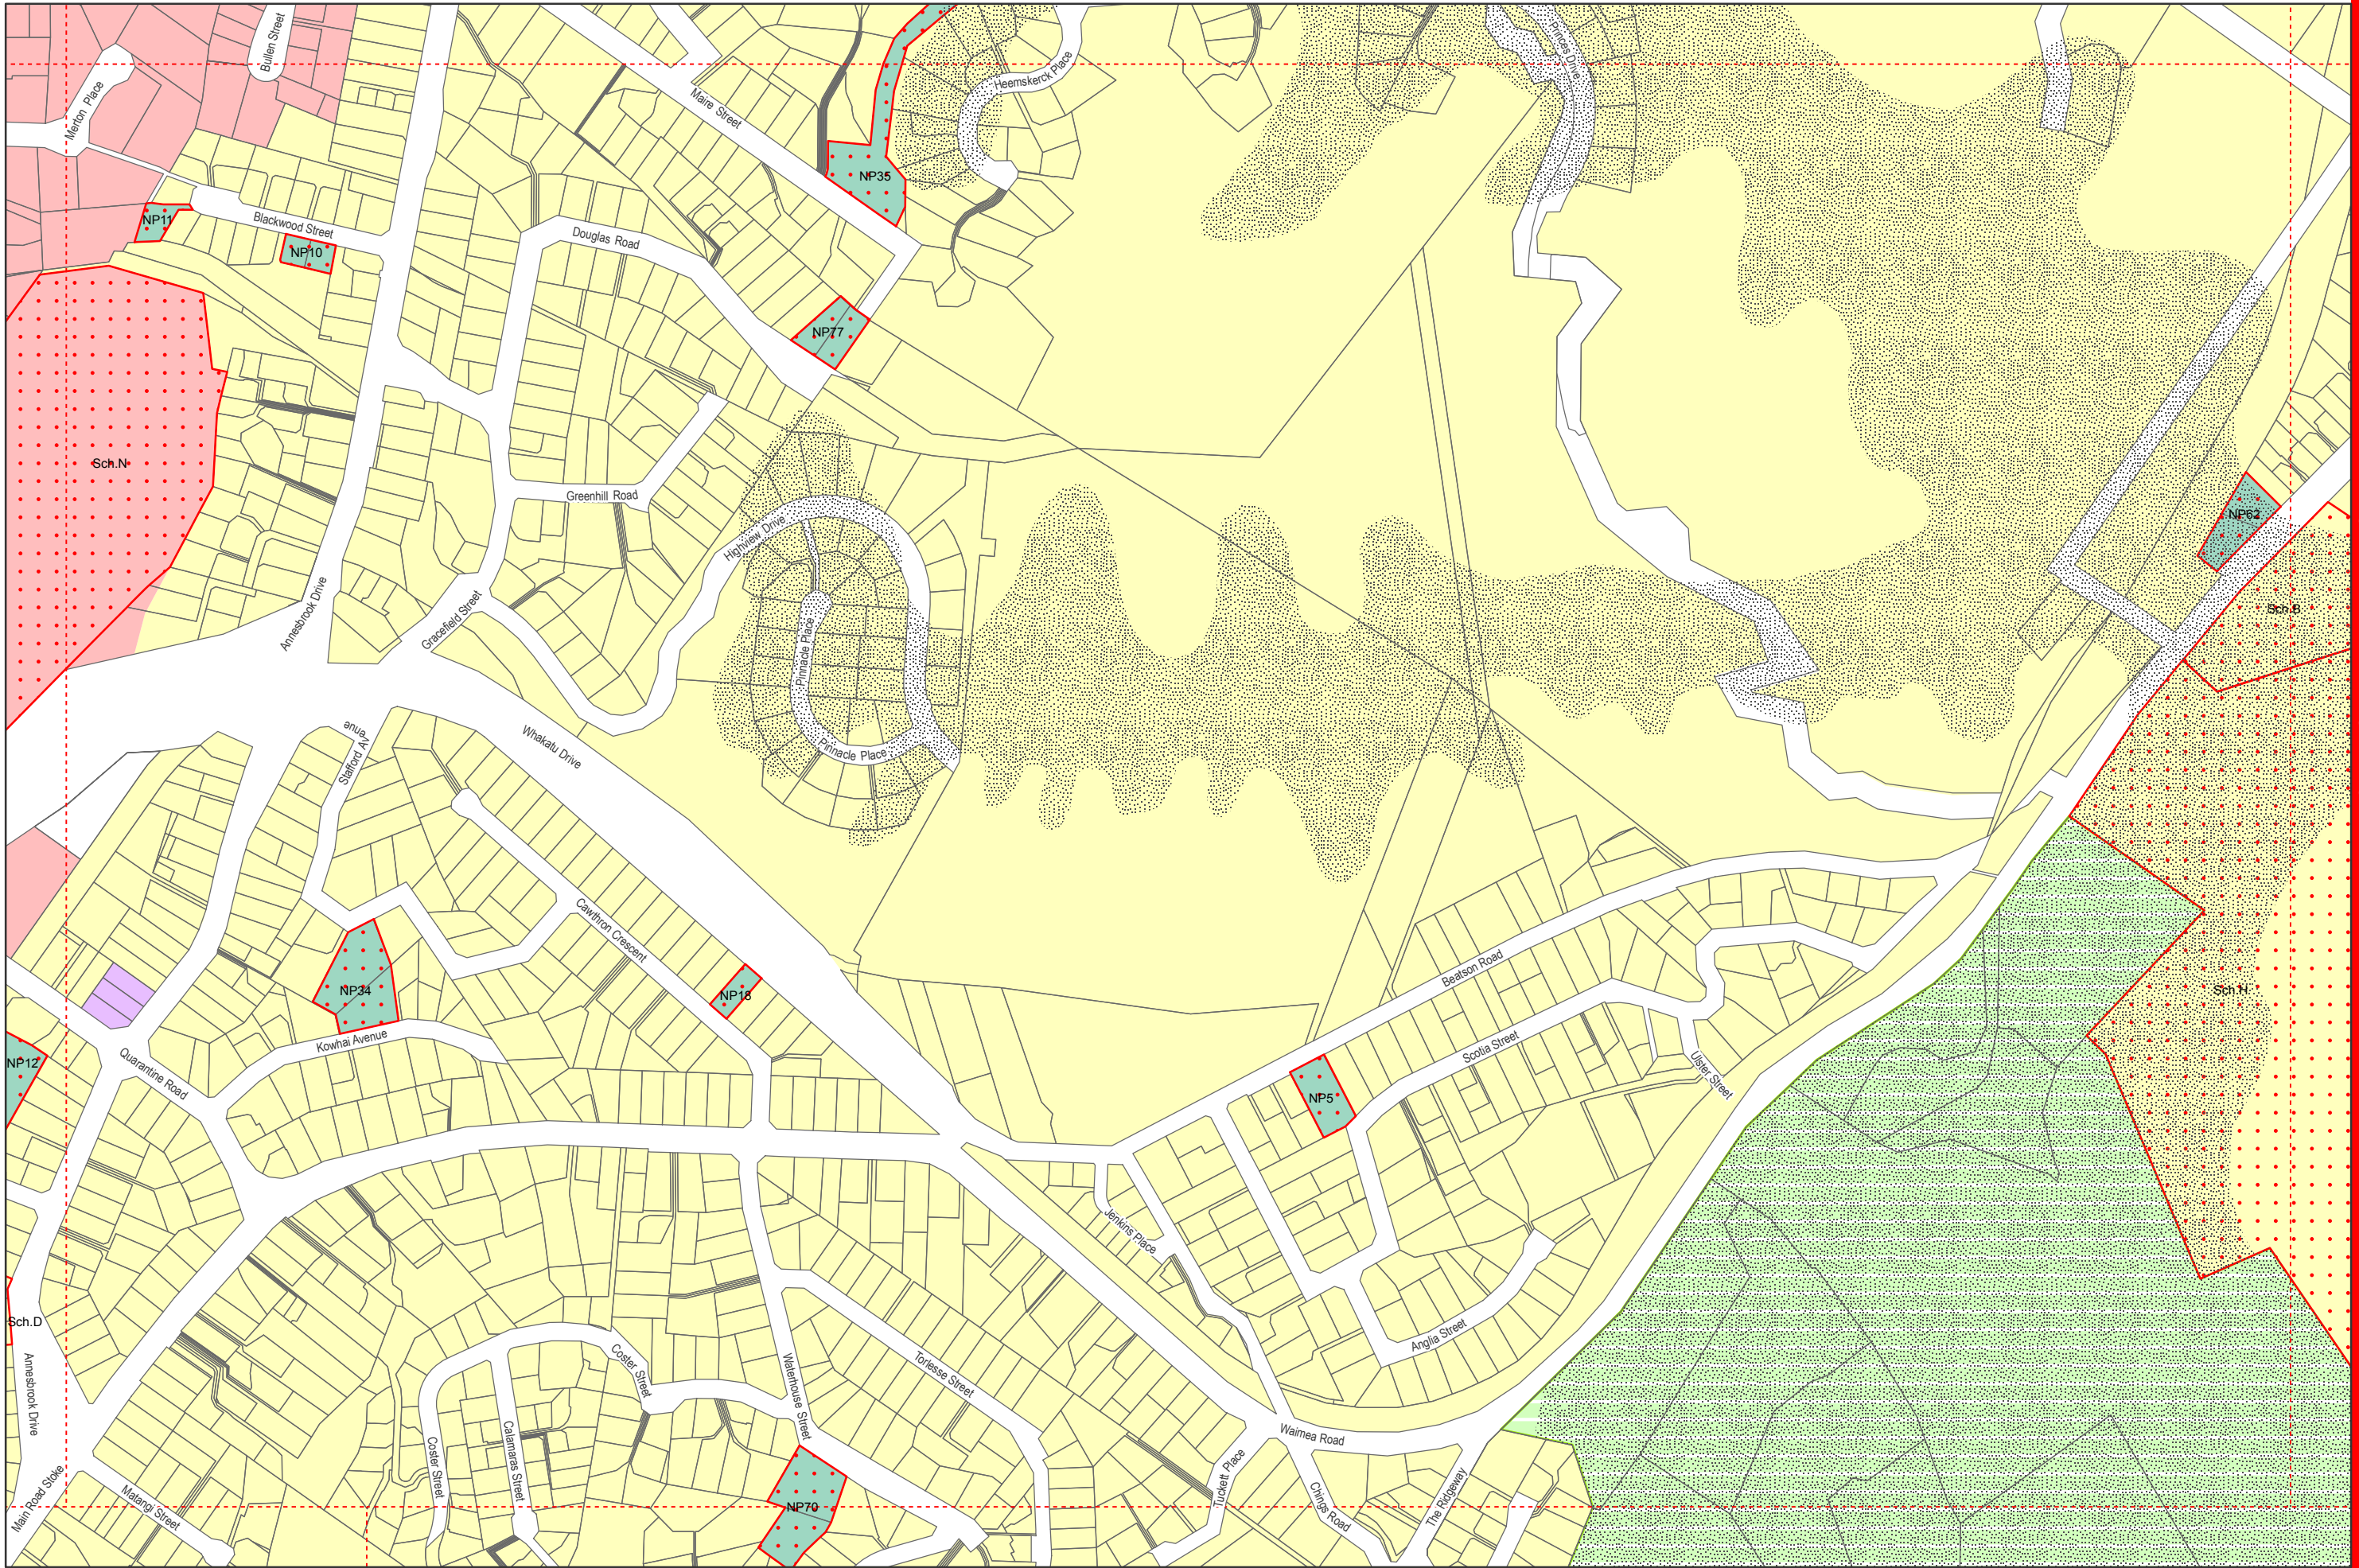 Bullen Street
Merton Place
Maire Street
Heemskerck Place
Princes Drive
NP35
NP11
Blackwood Street
NP10
Douglas Road
NP77
Sch.N
Greenhill Road
Highview Drive
NP62
Annesbrook Drive
Gracefield Street
Pinnacle Place
Sch.B
Stafford Avenue
Whakatu Drive
Pinnacle Place
Cawthron Crescent
NP34
NP18
Beatson Road
Sch.H
Kowhai Avenue
NP12
Quarantine Road
NP5
Scotia Street
Ulster Street
Jenkins Place
Sch.D
Annesbrook Drive
Coster Street
Waterhouse Street
Torlesse Street
Anglia Street
Calamaras Street
Coster Street
Waimea Road
Main Road Stoke
Matangi Street
NP70
Tuckett Place
Chings Road
The Ridgeway